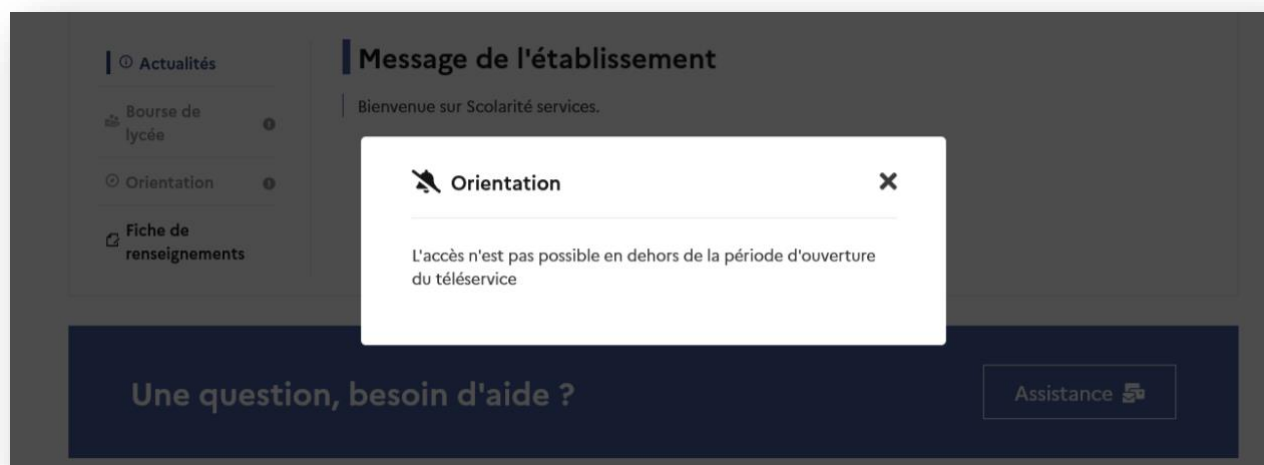 Actualités
Message de l'établissement
Bourse de
lycée
Bienvenue sur Scolarité services.
Orientation
Fiche de
renseignements
Orientation
L'accès n'est pas possible en dehors de la période d'ouverture
du téléservice
Une question, besoin d'aide ?
Assistance